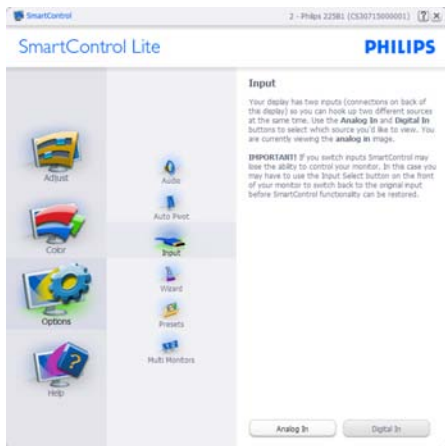 SmartControl
2 - Philips 225B1 (CS30715000001)
SmartControl Lite
PHILIPS
Adjust
Color
Options
Help
Audio
Auto Pivot
Input
Wizard
Presets
Multi Monitors
Input
Your display has two inputs (connections on back of
the display) so you can hook up two different sources
at the same time. Use the Analog In and Digital In
buttons to select which source you'd like to view. You
are currently viewing the analog in image.
IMPORTANT! If you switch inputs SmartControl may
lose the ability to control your monitor. In the case you
may have to use the Input Select button on the front
of your monitor to switch back to the original input
before SmartControl functionality can be restored.
Analog In
Digital In